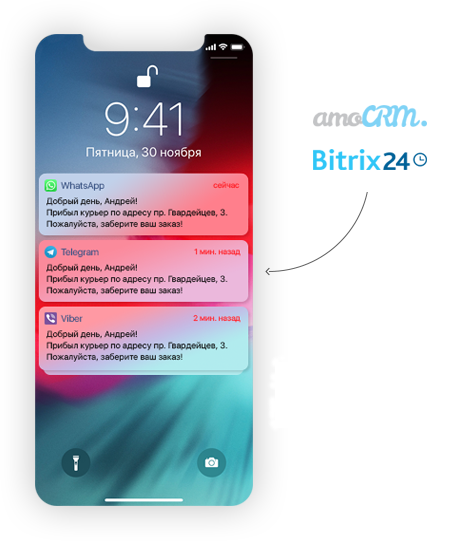 9:41
Пятница, 30 ноября
WhatsApp сейчас
Добрый день, Андрей!
Прибыл курьер по адресу пр. Гвардейцев, 3.
Пожалуйста, заберите ваш заказ!
Telegram 1 мин. назад
Добрый день, Андрей!
Прибыл курьер по адресу пр. Гвардейцев, 3.
Пожалуйста, заберите ваш заказ!
Viber 2 мин. назад
Добрый день, Андрей!
Прибыл курьер по адресу пр. Гвардейцев, 3.
Пожалуйста, заберите ваш заказ!
amoCRM.
Bitrix24